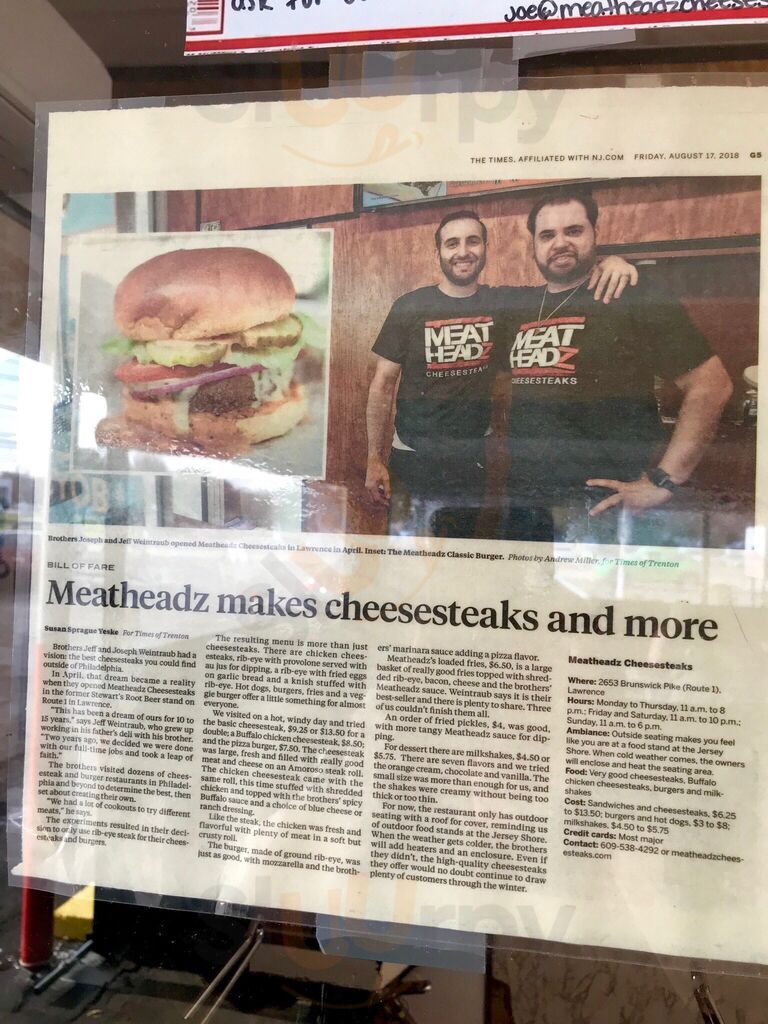 joe@meatheadzcheeses
THE TIMES, AFFILIATED WITH NJ.COM FRIDAY, AUGUST 17, 2018 G5
MEAT
HEADZ
CHEESESTEA
MEAT
HEADZ
CHEESESTEAKS
Brothers Joseph and Jeff Weintraub opened Meatheadz Cheesesteaks in Lawrence in April. Inset: The Meatheadz Classic Burger. Photos by Andrew Miller, for Times of Trenton
BILL OF FARE
Meatheadz makes cheesesteaks and more
Susan Sprague Yeske For Times of Trenton
Brothers Jeff and Joseph Weintraub had a
vision: the best cheesesteaks you could find
outside of Philadelphia.
In April, that dream became a reality
when they opened Meatheadz Cheesesteaks
in the former Stewart's Root Beer stand on
Route 1 in Lawrence.
"This has been a dream of ours for 10 to
15 years," says Jeff Weintraub, who grew up
working in his father's deli with his brother.
"Two years ago, we decided we were done
with our full-time jobs and took a leap of
faith."
The brothers visited dozens of chees-
esteak and burger restaurants in Philadel-
phia and beyond to determine the best, then
set about creating their own.
"We had a lot of cookouts to try different
meats," he says.
The experiments resulted in their deci-
sion to only use rib-eye steak for their chees-
esteaks and burgers.
The resulting menu is more than just
cheesesteaks. There are chicken chees-
esteaks, rib-eye with provolone served with
au jus for dipping, a rib-eye with fried eggs
on garlic bread and a knish stuffed with
rib-eye. Hot dogs, burgers, fries and a veg-
gie burger offer a little something for almost
everyone.
We visited on a hot, windy day and tried
the basic cheesesteak, $9.25 or $13.50 for a
double; a Buffalo chicken cheesesteak, $8.50;
and the pizza burger, $7.50. The cheesesteak
was large, fresh and filled with really good
meat and cheese on an Amoroso steak roll.
The chicken cheesesteak came with the
same roll, this time stuffed with shredded
chicken and topped with the brothers' spicy
Buffalo sauce and a choice of blue cheese or
ranch dressing.
Like the steak, the chicken was fresh and
flavorful with plenty of meat in a soft but
crusty roll.
The burger, made of ground rib-eye, was
just as good, with mozzarella and the broth-
ers' marinara sauce adding a pizza flavor.
Meatheadz's loaded fries, $6.50, is a large
basket of really good fries topped with shred-
ded rib-eye, bacon, cheese and the brothers'
Meatheadz sauce. Weintraub says it is their
best-seller and there is plenty to share. Three
of us couldn't finish them all.
An order of fried pickles, $4, was good,
with more tangy Meatheadz sauce for dip-
ping.
For dessert there are milkshakes, $4.50 or
$5.75. There are seven flavors and we tried
the orange cream, chocolate and vanilla. The
small size was more than enough for us, and
the shakes were creamy without being too
thick or too thin.
For now, the restaurant only has outdoor
seating with a roof for cover, reminding us
of outdoor food stands at the Jersey Shore.
When the weather gets colder, the brothers
will add heaters and an enclosure. Even if
they didn't, the high-quality cheesesteaks
they offer would no doubt continue to draw
plenty of customers through the winter.
Meatheadz Cheesesteaks
Where: 2653 Brunswick Pike (Route 1),
Lawrence
Hours: Monday to Thursday, 11 a.m. to 8
p.m.; Friday and Saturday, 11 a.m. to 10 p.m.;
Sunday, 11 a.m. to 6 p.m.
Ambiance: Outside seating makes you feel
like you are at a food stand at the Jersey
Shore. When cold weather comes, the owners
will enclose and heat the seating area.
Food: Very good cheesesteaks, Buffalo
chicken cheesesteaks, burgers and milk-
shakes
Cost: Sandwiches and cheesesteaks, $6.25
to $13.50; burgers and hot dogs, $3 to $8;
milkshakes, $4.50 to $5.75
Credit cards: Most major
Contact: 609-538-4292 or meatheadzchees-
esteaks.com